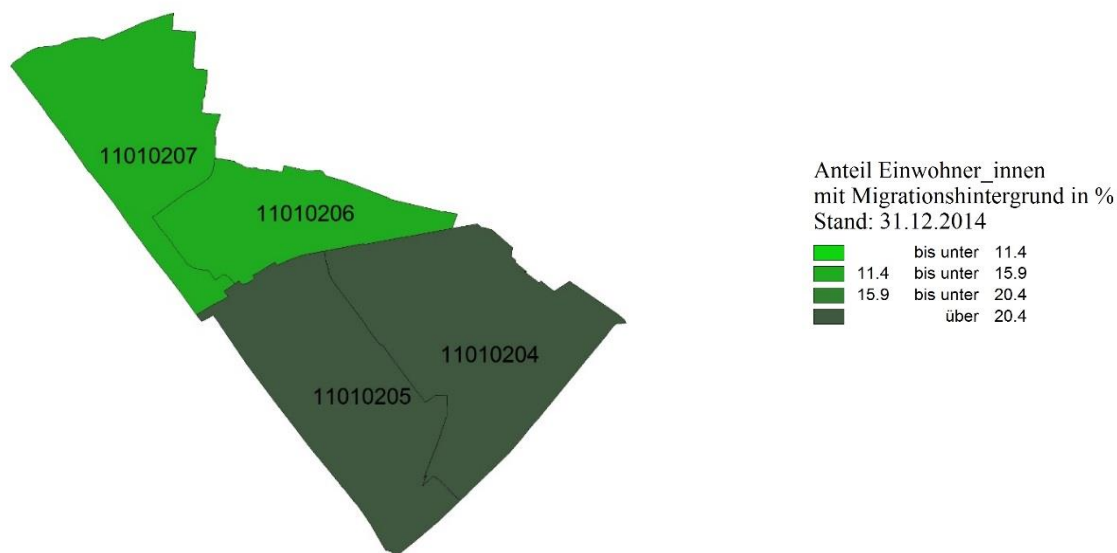 11010207
11010206
11010204
11010205
Anteil Einwohner_innen
mit Migrationshintergrund in %
Stand: 31.12.2014
bis unter 11.4
11.4 bis unter 15.9
15.9 bis unter 20.4
über 20.4